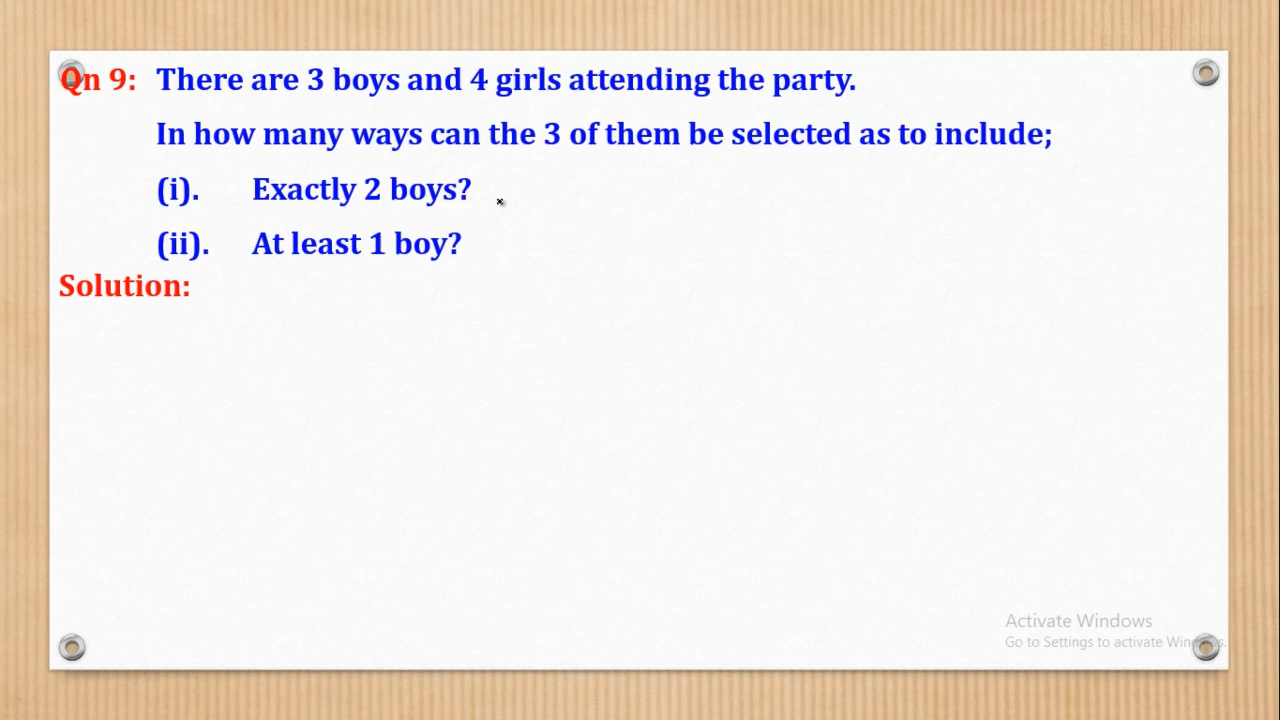 Qn 9: There are 3 boys and 4 girls attending the party.
In how many ways can the 3 of them be selected as to include;
(i). Exactly 2 boys?
(ii). At least 1 boy?
Solution:
Activate Windows
Go to Settings to activate Windows.